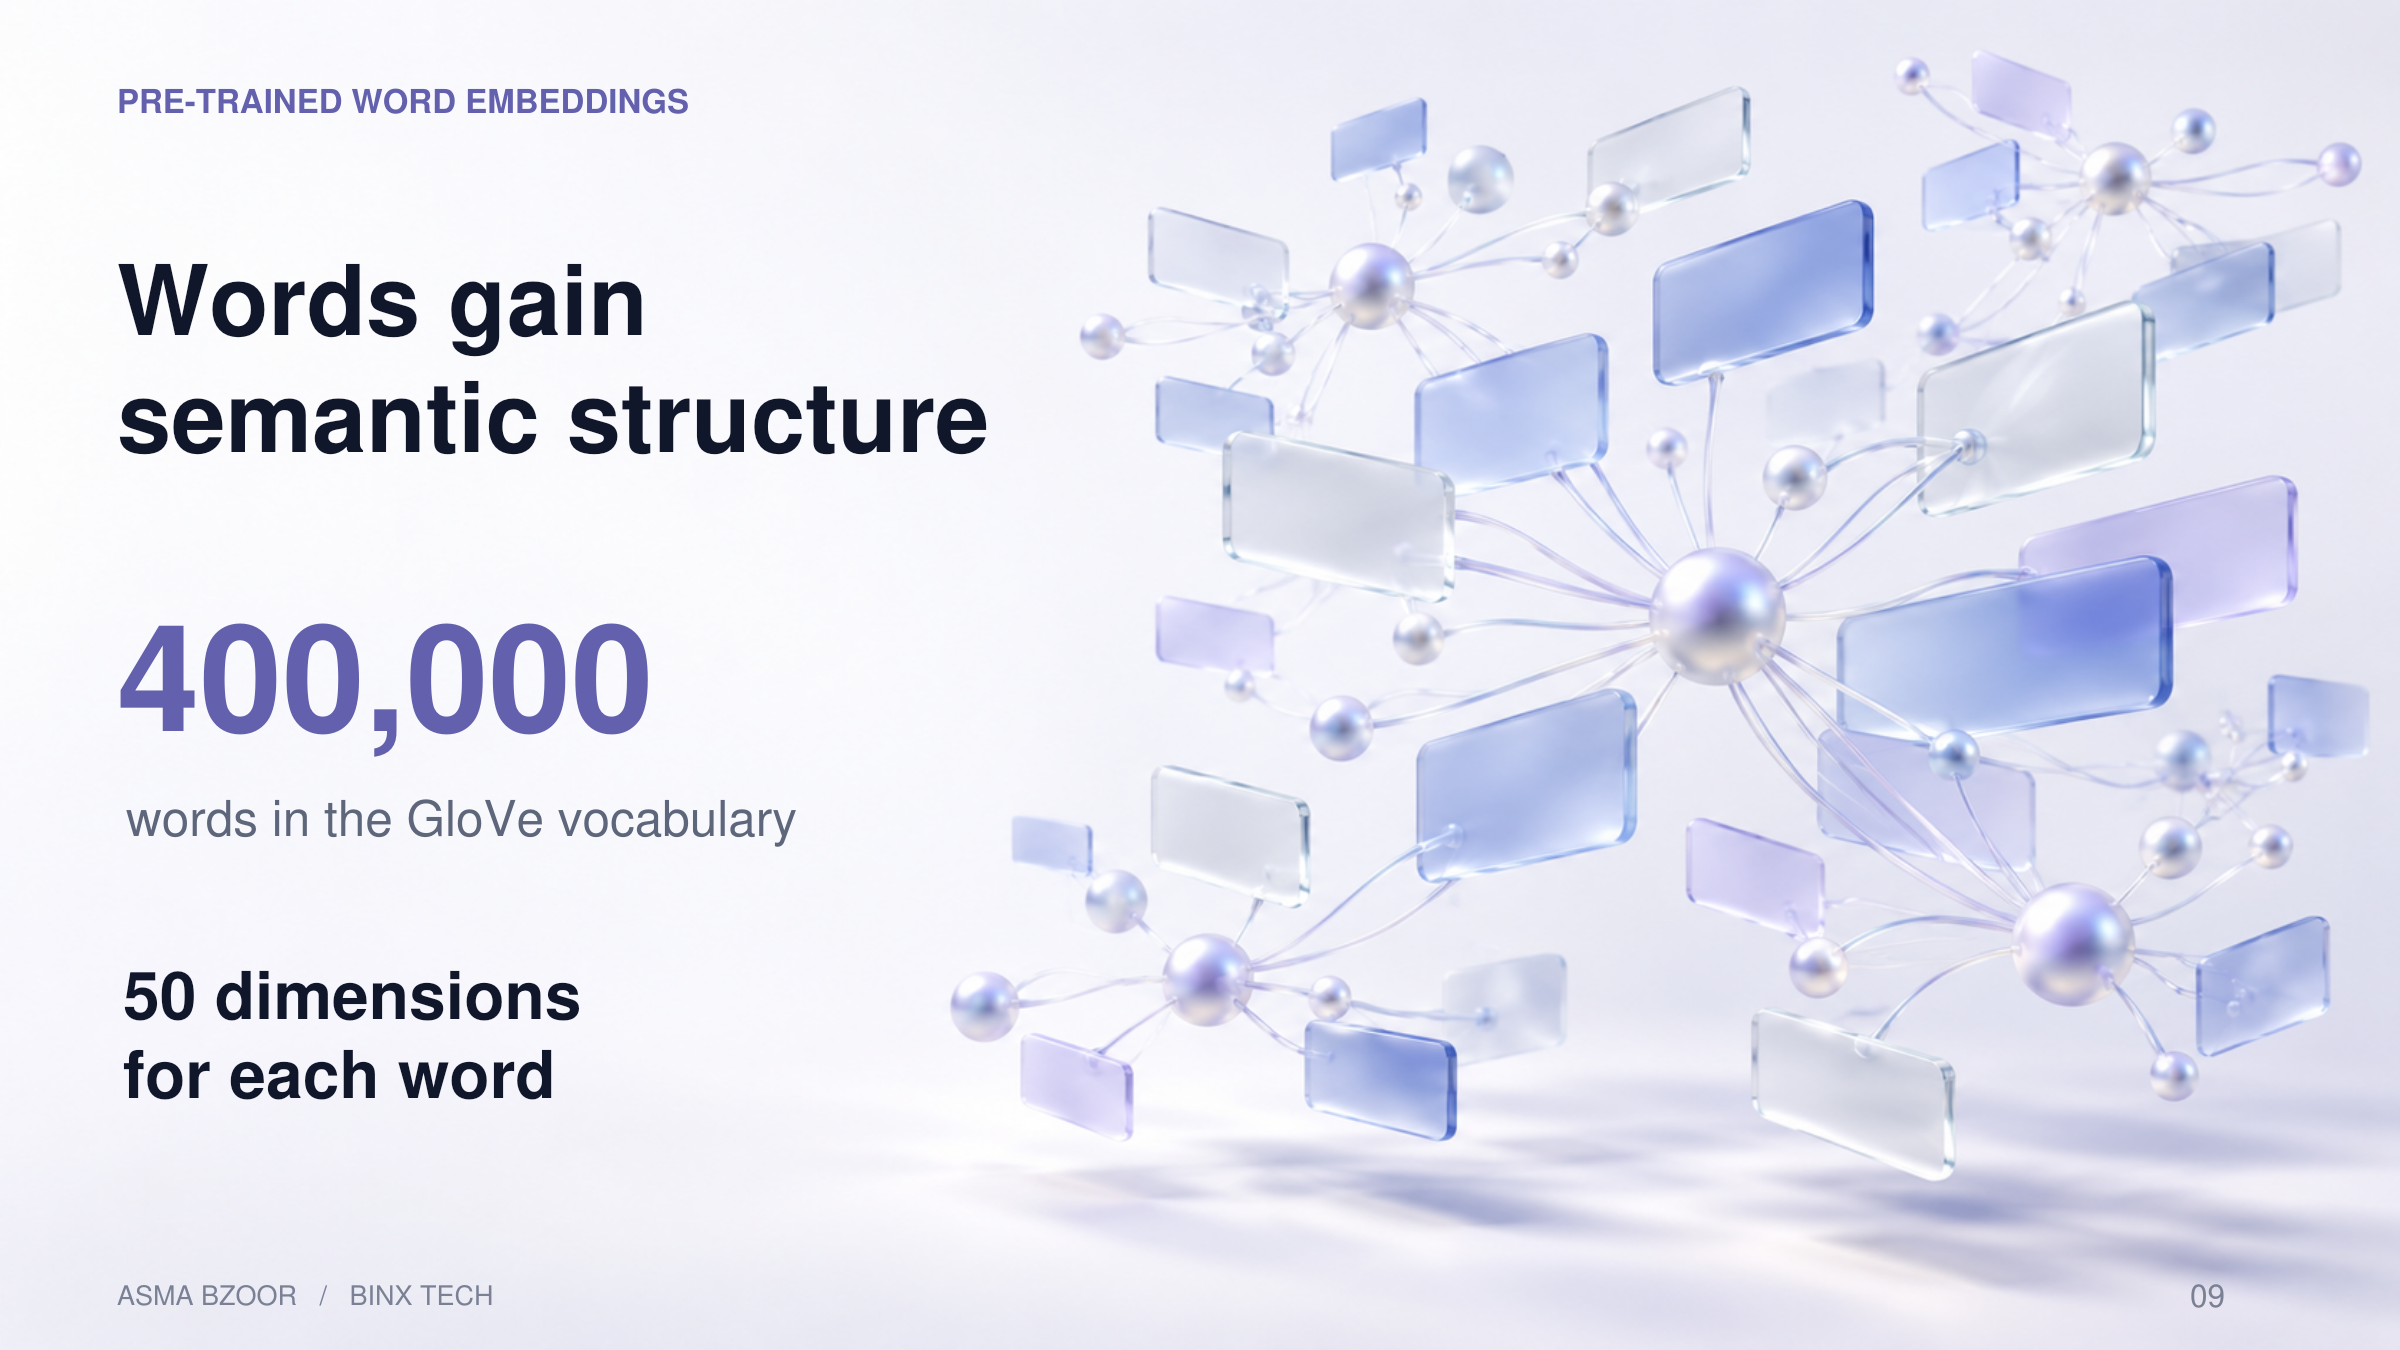 PRE-TRAINED WORD EMBEDDINGS
Words gain
semantic structure
400,000
words in the GloVe vocabulary
50 dimensions
for each word
ASMA BZOOR / BINX TECH
09